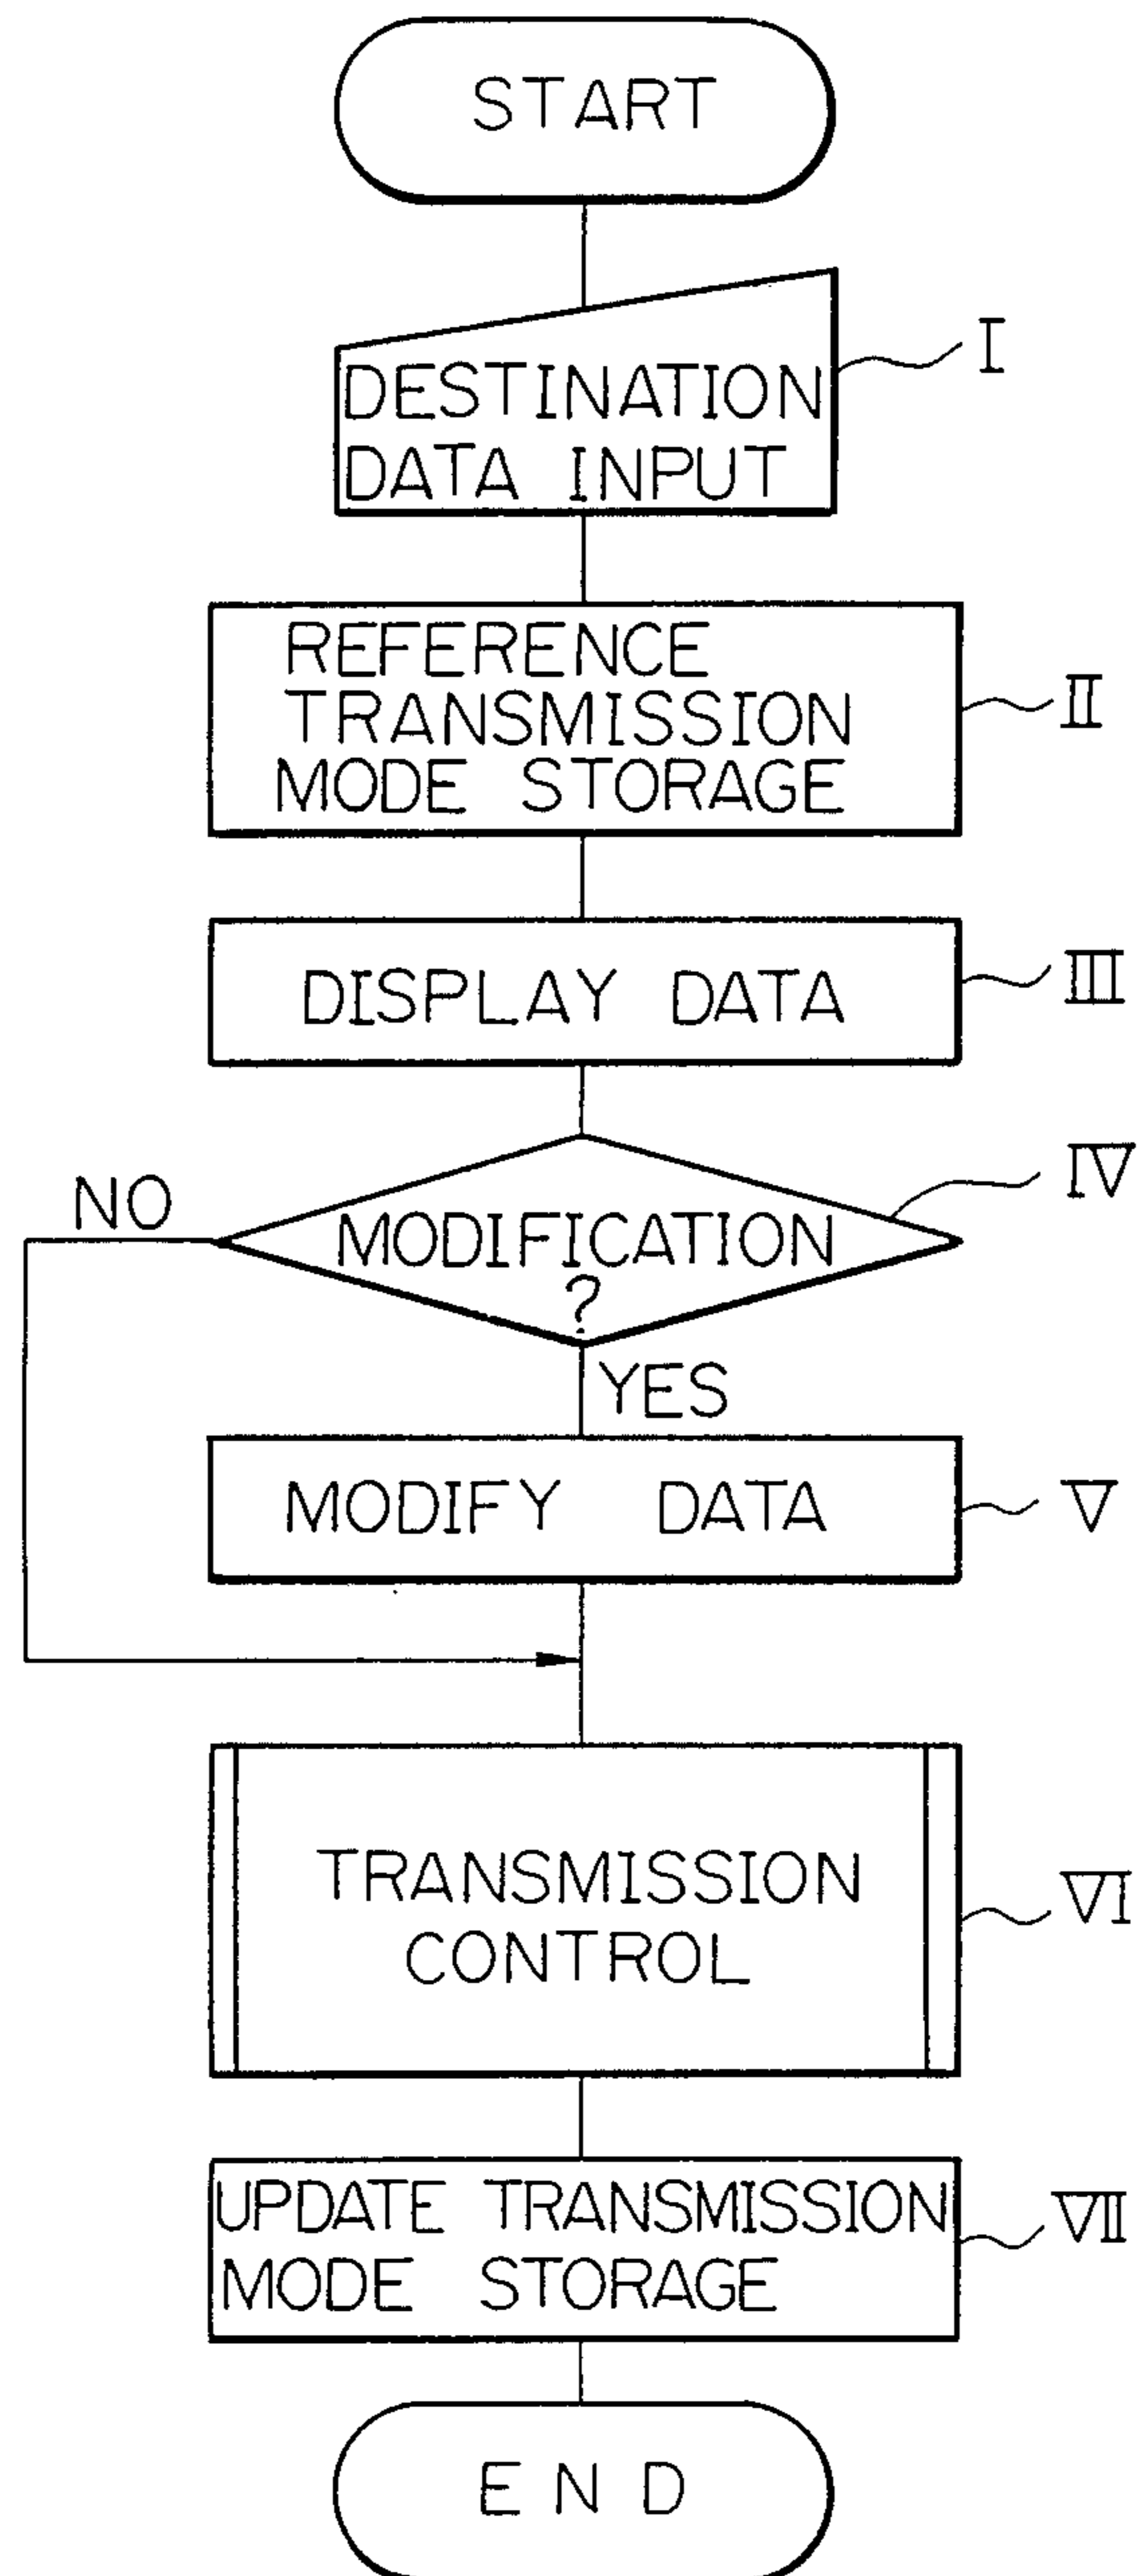 START
I
DESTINATION
DATA INPUT
REFERENCE
TRANSMISSION
MODE STORAGE
II
DISPLAY DATA
III
IV
NO
MODIFICATION
?
YES
MODIFY DATA
V
TRANSMISSION
CONTROL
VI
UPDATE TRANSMISSION
MODE STORAGE
VII
END